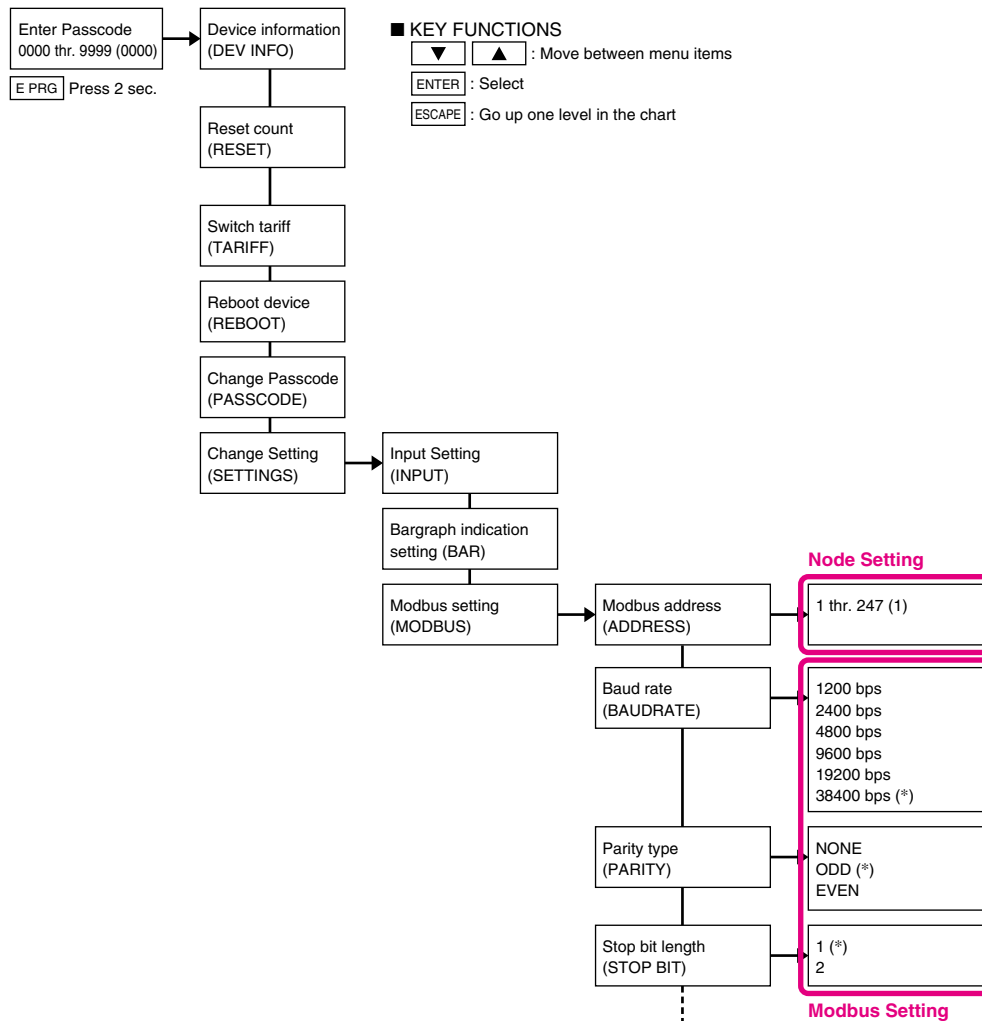 Enter Passcode
0000 thr. 9999 (0000)
E PRG Press 2 sec.
Device information
(DEV INFO)
■ KEY FUNCTIONS
▼ ▲ : Move between menu items
ENTER : Select
ESCAPE : Go up one level in the chart
Reset count
(RESET)
Switch tariff
(TARIFF)
Reboot device
(REBOOT)
Change Passcode
(PASSCODE)
Change Setting
(SETTINGS)
Input Setting
(INPUT)
Bargraph indication
setting (BAR)
Modbus setting
(MODBUS)
Modbus address
(ADDRESS)
Node Setting
1 thr. 247 (1)
Baud rate
(BAUDRATE)
1200 bps
2400 bps
4800 bps
9600 bps
19200 bps
38400 bps (*)
Parity type
(PARITY)
NONE
ODD (*)
EVEN
Stop bit length
(STOP BIT)
1 (*)
2
Modbus Setting